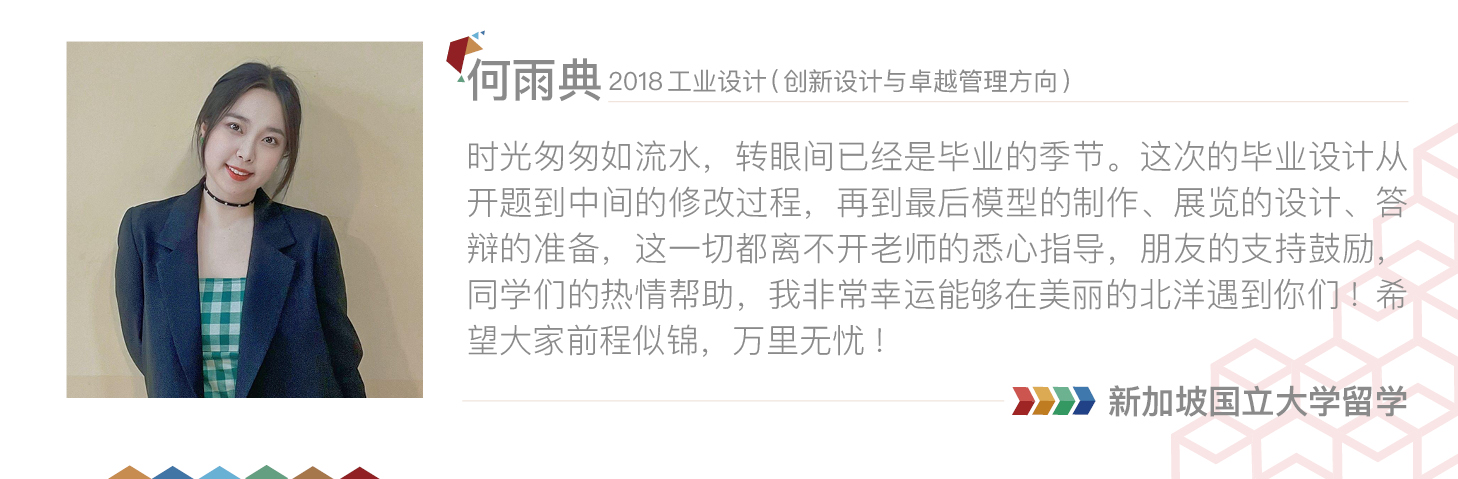 何雨典 2018 工业设计(创新设计与卓越管理方向)
时光匆匆如流水，转眼间已经是毕业的季节。这次的毕业设计从
开题到中间的修改过程，再到最后模型的制作、展览的设计、答
辩的准备，这一切都离不开老师的悉心指导，朋友的支持鼓励，
同学们的热情帮助，我非常幸运能够在美丽的北洋遇到你们！希
望大家前程似锦，万里无忧！
新加坡国立大学留学